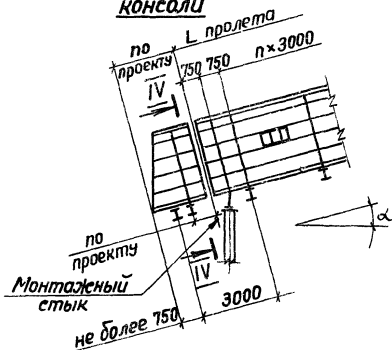 консоли
по
проекту
L пролета
750 750
n×3000
IV
α
по
проекту
Монтажный
стык
IV
не более 750
3000